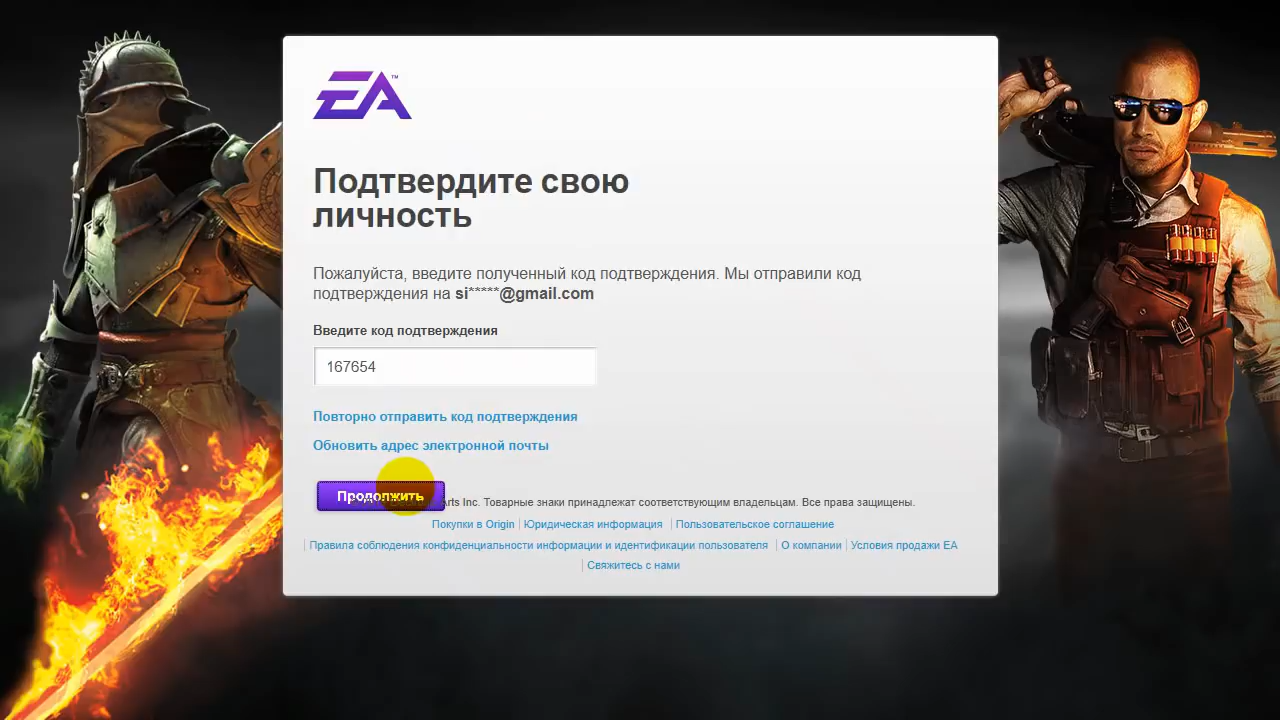 EA™
Подтвердите свою
личность
Пожалуйста, введите полученный код подтверждения. Мы отправили код
подтверждения на si*****@gmail.com
Введите код подтверждения
167654
Повторно отправить код подтверждения
Обновить адрес электронной почты
Продолжить
Arts Inc. Товарные знаки принадлежат соответствующим владельцам. Все права защищены.
Покупки в Origin | Юридическая информация | Пользовательское соглашение
| Правила соблюдения конфиденциальности информации и идентификации пользователя | О компании | Условия продажи EA
| Свяжитесь с нами